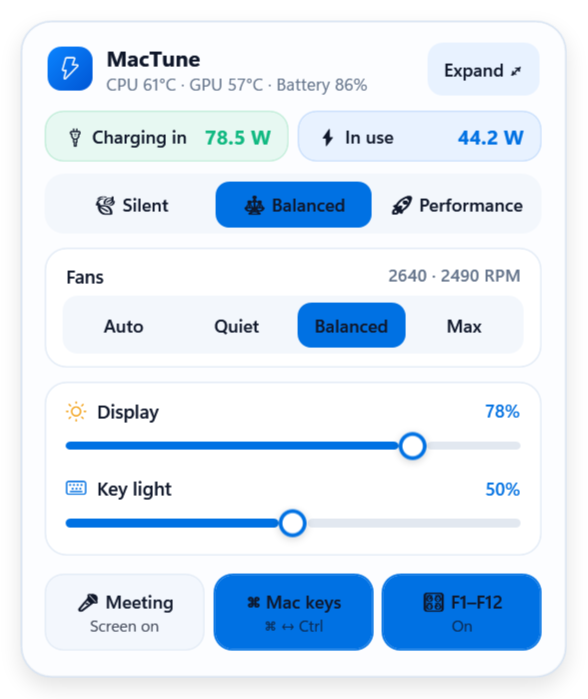 MacTune
CPU 61°C · GPU 57°C · Battery 86%
Expand ⤢
Charging in 78.5 W
In use 44.2 W
Silent
Balanced
Performance
Fans
2640 · 2490 RPM
Auto
Quiet
Balanced
Max
Display
78%
Key light
50%
Meeting
Screen on
⌘ Mac keys
⌘ ↔ Ctrl
F1–F12
On